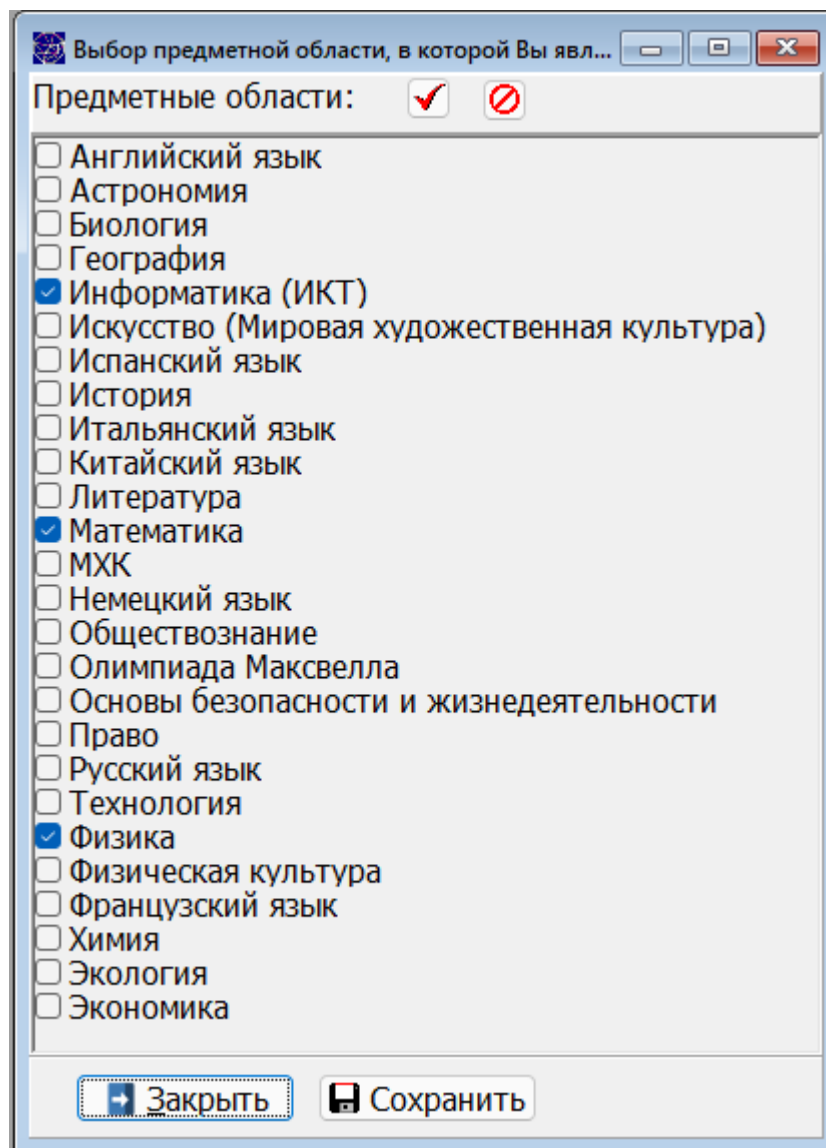 Выбор предметной области, в которой Вы явл...
Предметные области:
Английский язык
Астрономия
Биология
География
Информатика (ИКТ)
Искусство (Мировая художественная культура)
Испанский язык
История
Итальянский язык
Китайский язык
Литература
Математика
МХК
Немецкий язык
Обществознание
Олимпиада Максвелла
Основы безопасности и жизнедеятельности
Право
Русский язык
Технология
Физика
Физическая культура
Французский язык
Химия
Экология
Экономика
Закрыть Сохранить